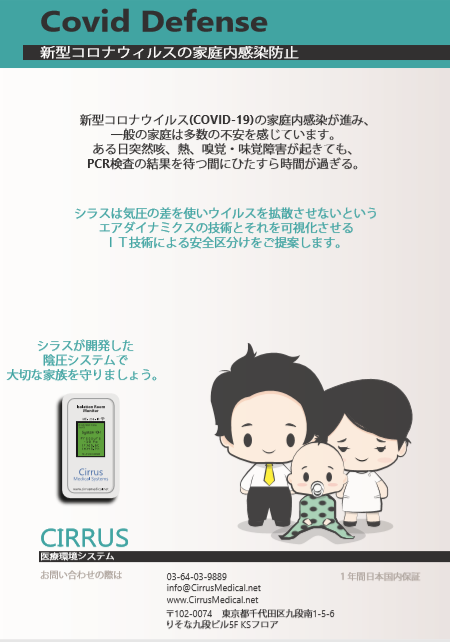 Covid Defense
新型コロナウィルスの家庭内感染防止
新型コロナウイルス(COVID-19)の家庭内感染が進み、
一般の家庭は多数の不安を感じています。
ある日突然咳、熱、嗅覚・味覚障害が起きても、
PCR検査の結果を待つ間にひたすら時間が過ぎる。
シラスは気圧の差を使いウイルスを拡散させないという
エアダイナミクスの技術とそれを可視化させる
ＩＴ技術による安全区分けをご提案します。
シラスが開発した
陰圧システムで
大切な家族を守りましょう。
Isolation Room
Monitor
Cirrus
Medical Systems
www.cirrusmedical.net
CIRRUS
医療環境システム
お問い合わせの際は
03-64-03-9889
１年間日本国内保証
info@CirrusMedical.net
www.CirrusMedical.net
〒102-0074　東京都千代田区九段南1-5-6
りそな九段ビル5F KSフロア